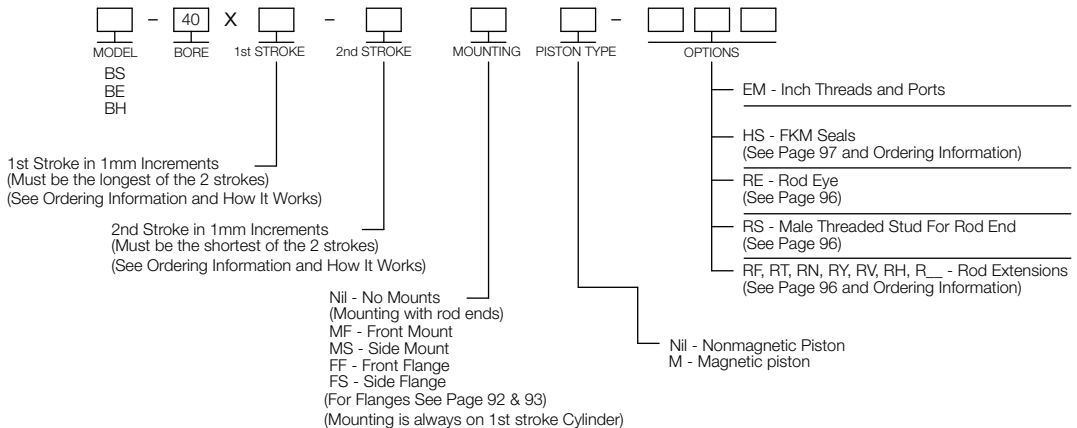 - 40 X - -
MODEL BORE 1st STROKE 2nd STROKE MOUNTING PISTON TYPE OPTIONS
BS
BE
BH
EM - Inch Threads and Ports
HS - FKM Seals
(See Page 97 and Ordering Information)
RE - Rod Eye
(See Page 96)
RS - Male Threaded Stud For Rod End
(See Page 96)
RF, RT, RN, RY, RV, RH, R__ - Rod Extensions
(See Page 96 and Ordering Information)
1st Stroke in 1mm Increments
(Must be the longest of the 2 strokes)
(See Ordering Information and How It Works)
2nd Stroke in 1mm Increments
(Must be the shortest of the 2 strokes)
(See Ordering Information and How It Works)
Nil - No Mounts
(Mounting with rod ends)
MF - Front Mount
MS - Side Mount
FF - Front Flange
FS - Side Flange
(For Flanges See Page 92 & 93)
(Mounting is always on 1st stroke Cylinder)
Nil - Nonmagnetic Piston
M - Magnetic piston